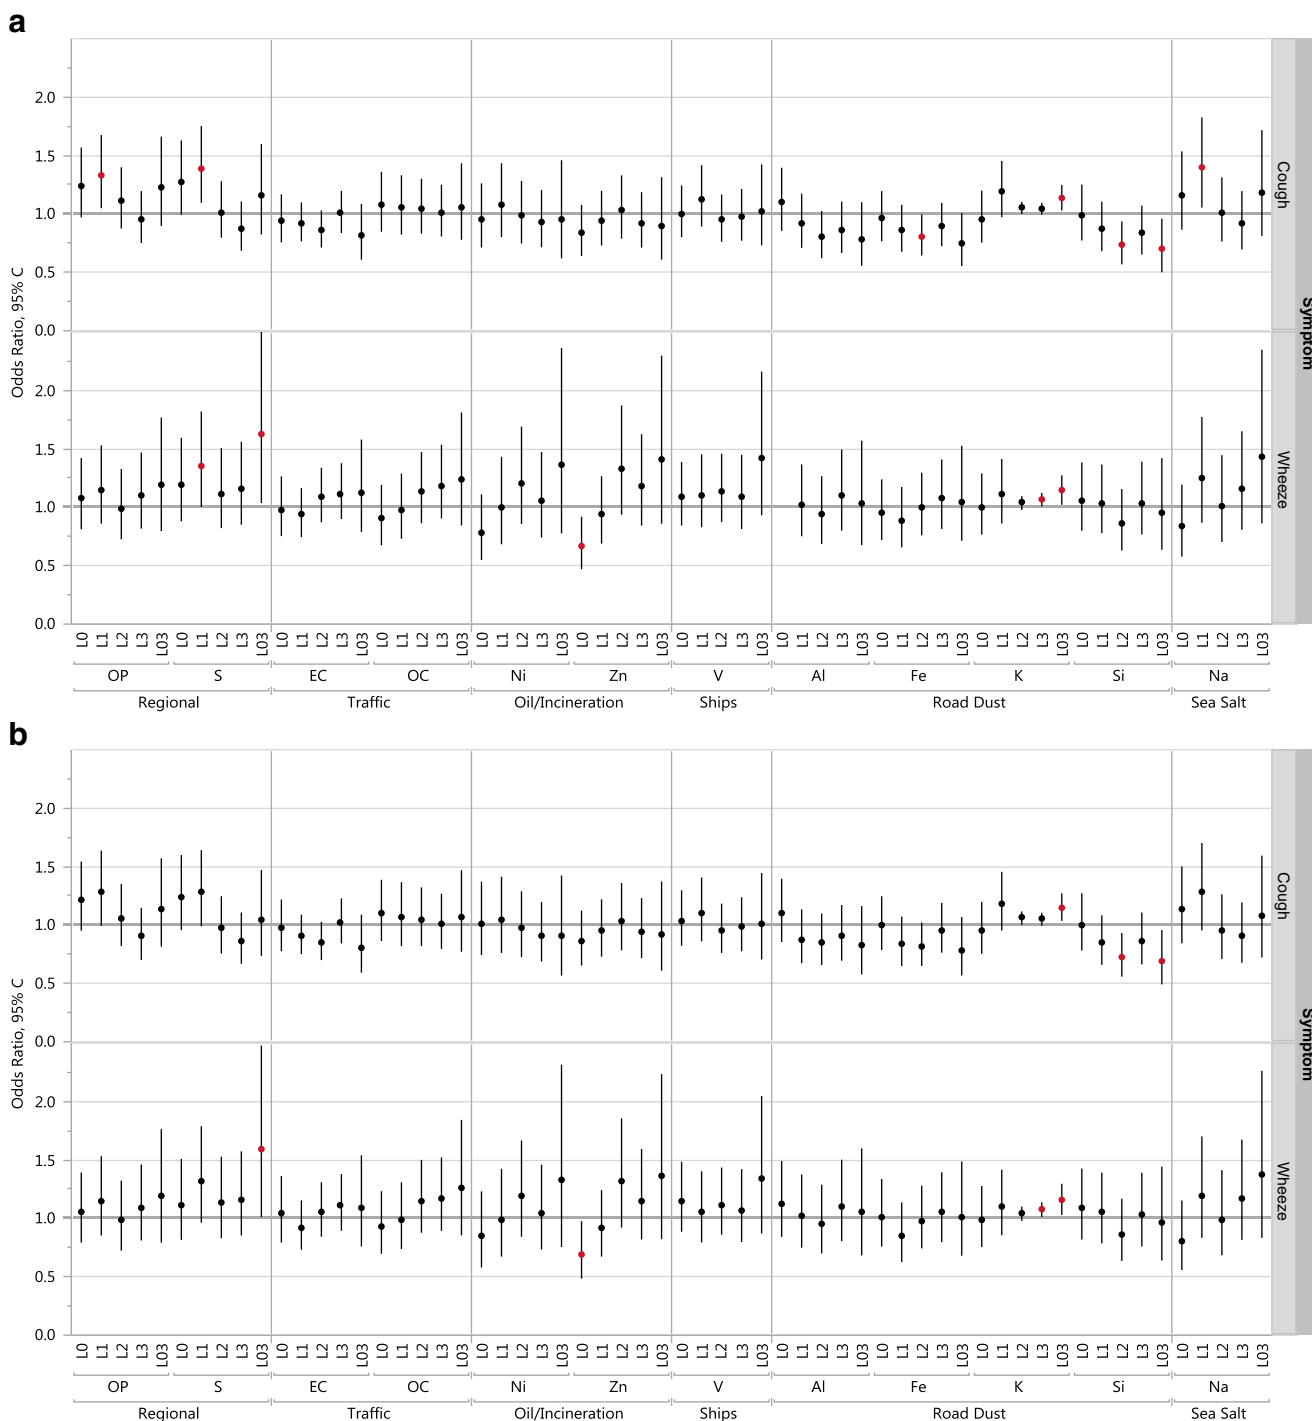 a
2.0
1.5
1.0
0.5
0.0
Cough
2.0
1.5
1.0
0.5
0.0
Wheeze
Odds Ratio, 95% C
Symptom
L0 L1 L2 L3 L03 L0 L1 L2 L3 L03 L0 L1 L2 L3 L03 L0 L1 L2 L3 L03 L0 L1 L2 L3 L03 L0 L1 L2 L3 L03 L0 L1 L2 L3 L03 L0 L1 L2 L3 L03 L0 L1 L2 L3 L03 L0 L1 L2 L3 L03 L0 L1 L2 L3 L03 L0 L1 L2 L3 L03
OP S EC OC Ni Zn V Al Fe K Si Na
Regional Traffic Oil/Incineration Ships Road Dust Sea Salt
b
2.0
1.5
1.0
0.5
0.0
Cough
2.0
1.5
1.0
0.5
0.0
Wheeze
Odds Ratio, 95% C
Symptom
L0 L1 L2 L3 L03 L0 L1 L2 L3 L03 L0 L1 L2 L3 L03 L0 L1 L2 L3 L03 L0 L1 L2 L3 L03 L0 L1 L2 L3 L03 L0 L1 L2 L3 L03 L0 L1 L2 L3 L03 L0 L1 L2 L3 L03 L0 L1 L2 L3 L03 L0 L1 L2 L3 L03 L0 L1 L2 L3 L03
OP S EC OC Ni Zn V Al Fe K Si Na
Regional Traffic Oil/Incineration Ships Road Dust Sea Salt